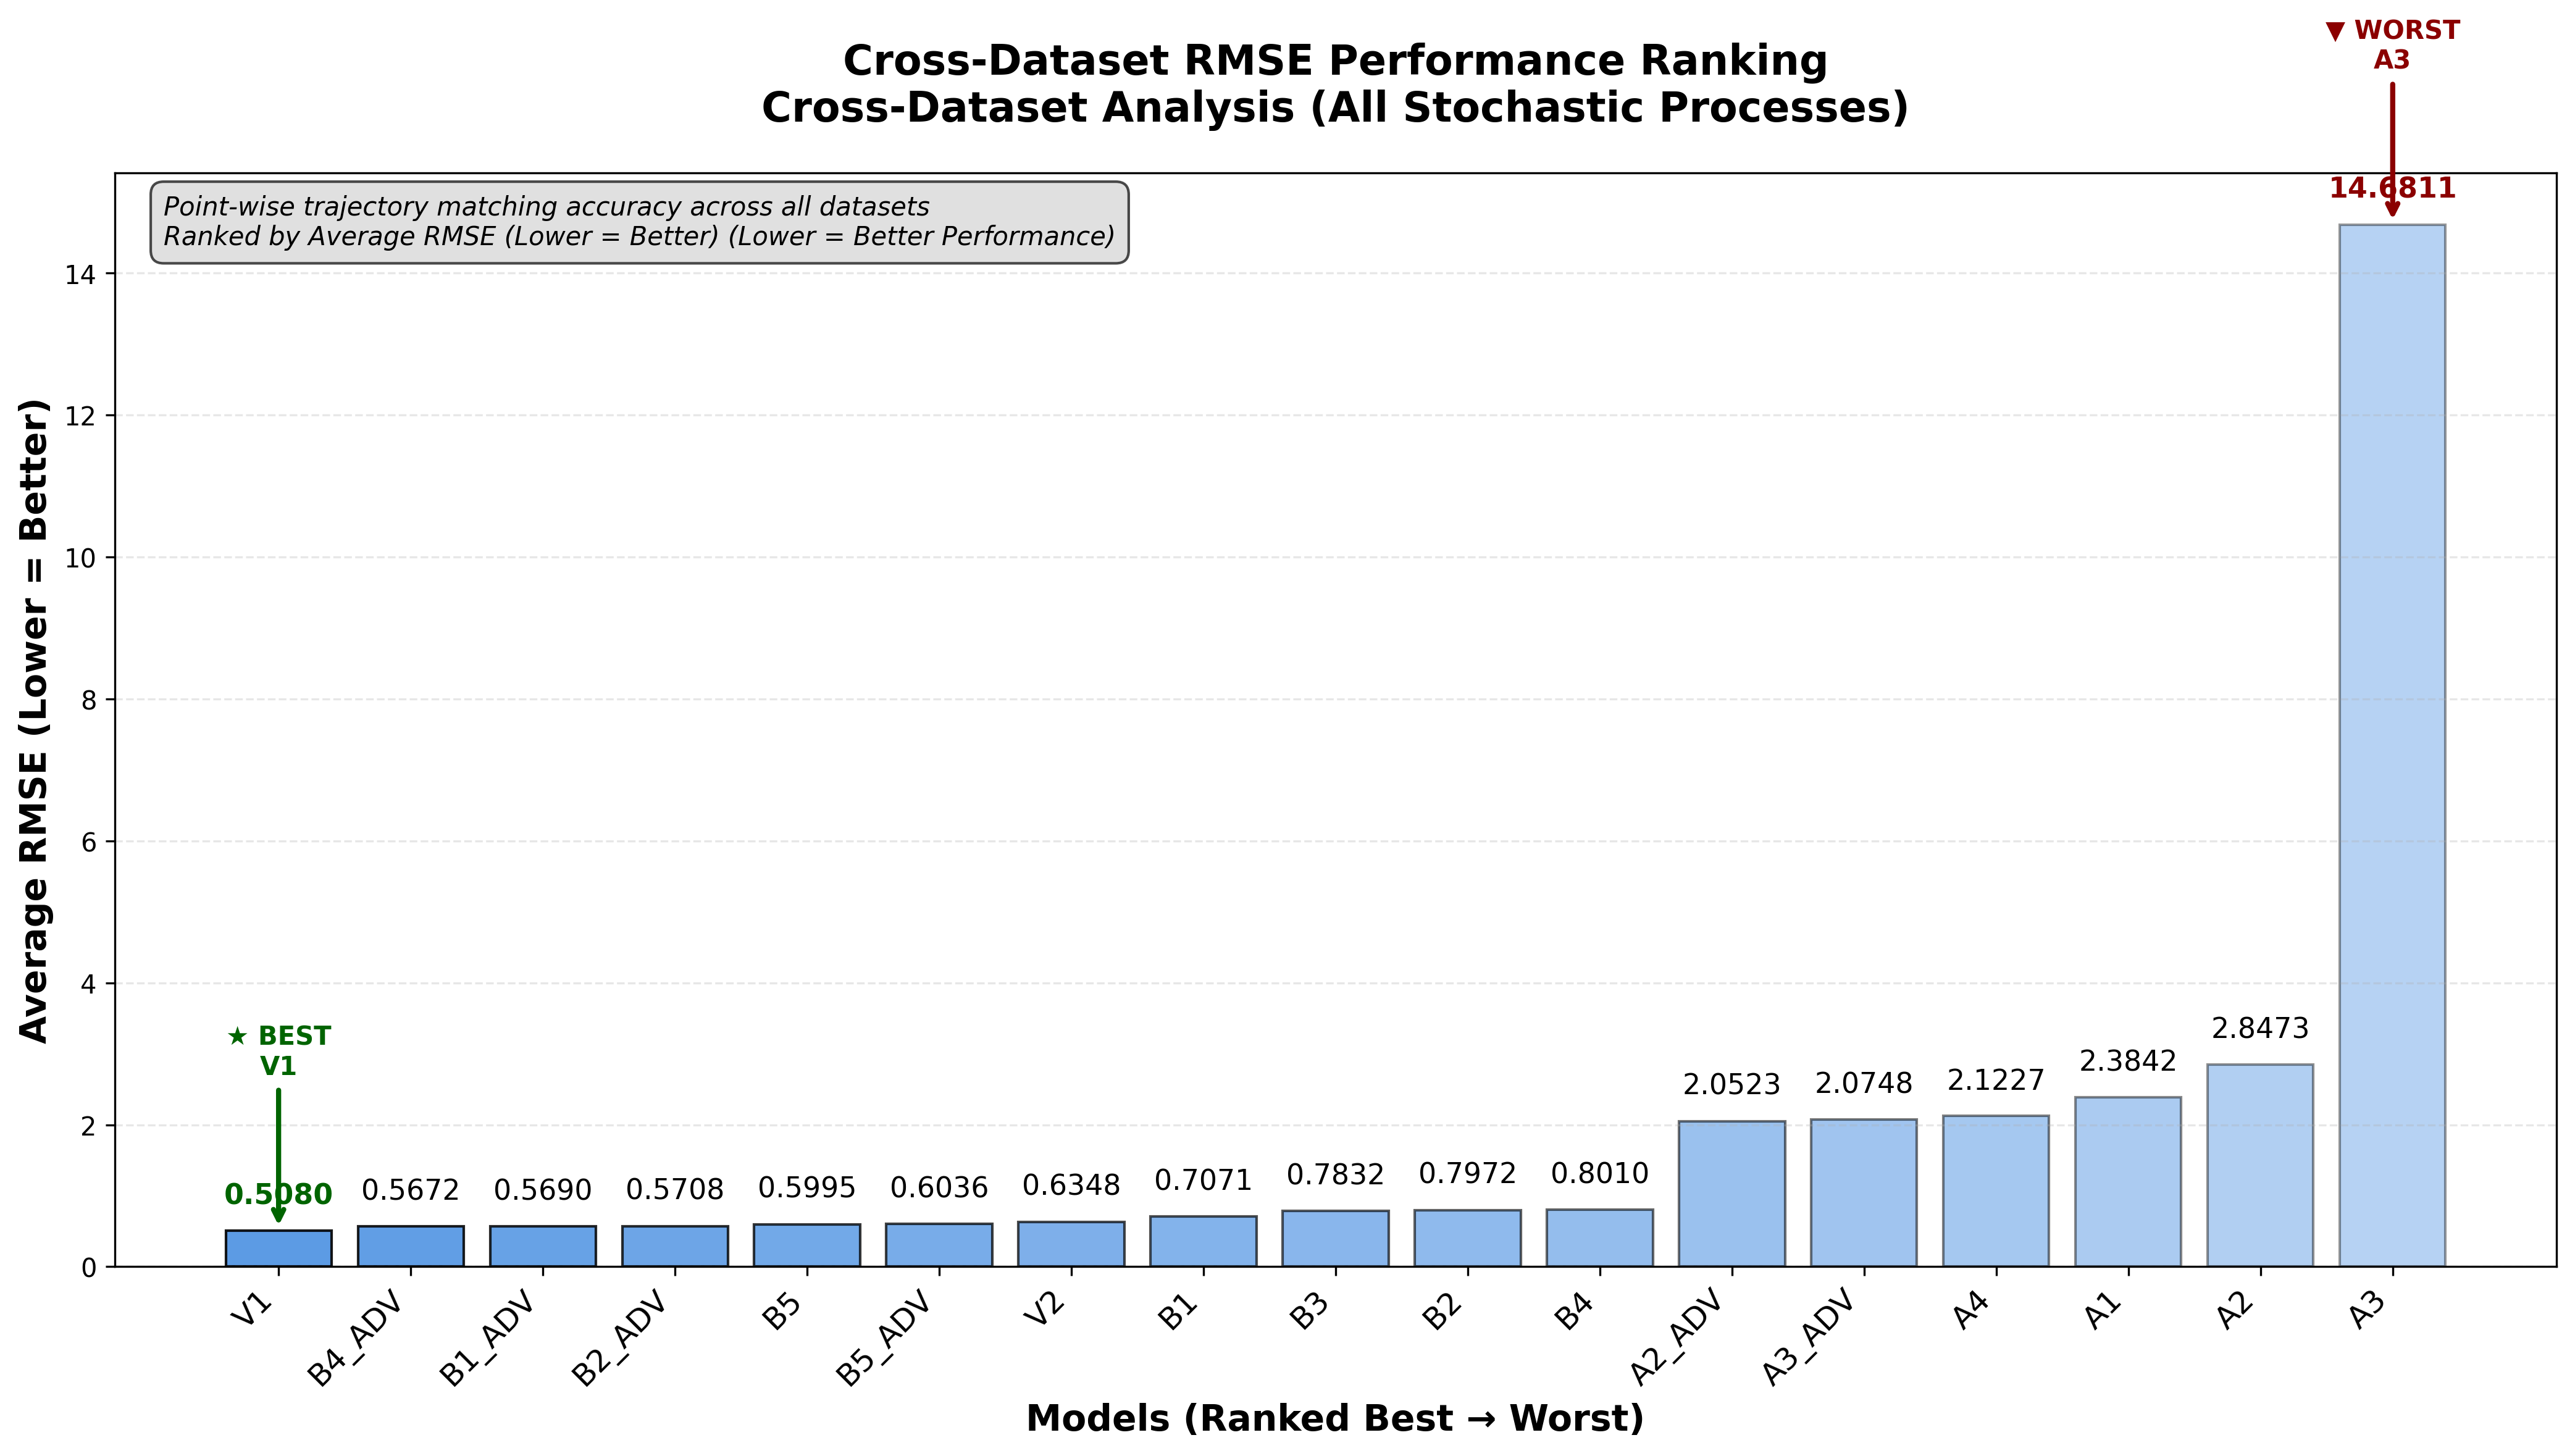 ▼ WORST
A3
Cross-Dataset RMSE Performance Ranking
Cross-Dataset Analysis (All Stochastic Processes)
Point-wise trajectory matching accuracy across all datasets
Ranked by Average RMSE (Lower = Better) (Lower = Better Performance)
Average RMSE (Lower = Better)
14
12
10
8
6
4
2
0
★ BEST
V1
0.5080
0.5672
0.5690
0.5708
0.5995
0.6036
0.6348
0.7071
0.7832
0.7972
0.8010
2.0523
2.0748
2.1227
2.3842
2.8473
14.6811
V1
B4_ADV
B1_ADV
B2_ADV
B5
B5_ADV
V2
B1
B3
B2
B4
A2_ADV
A3_ADV
A4
A1
A2
A3
Models (Ranked Best → Worst)